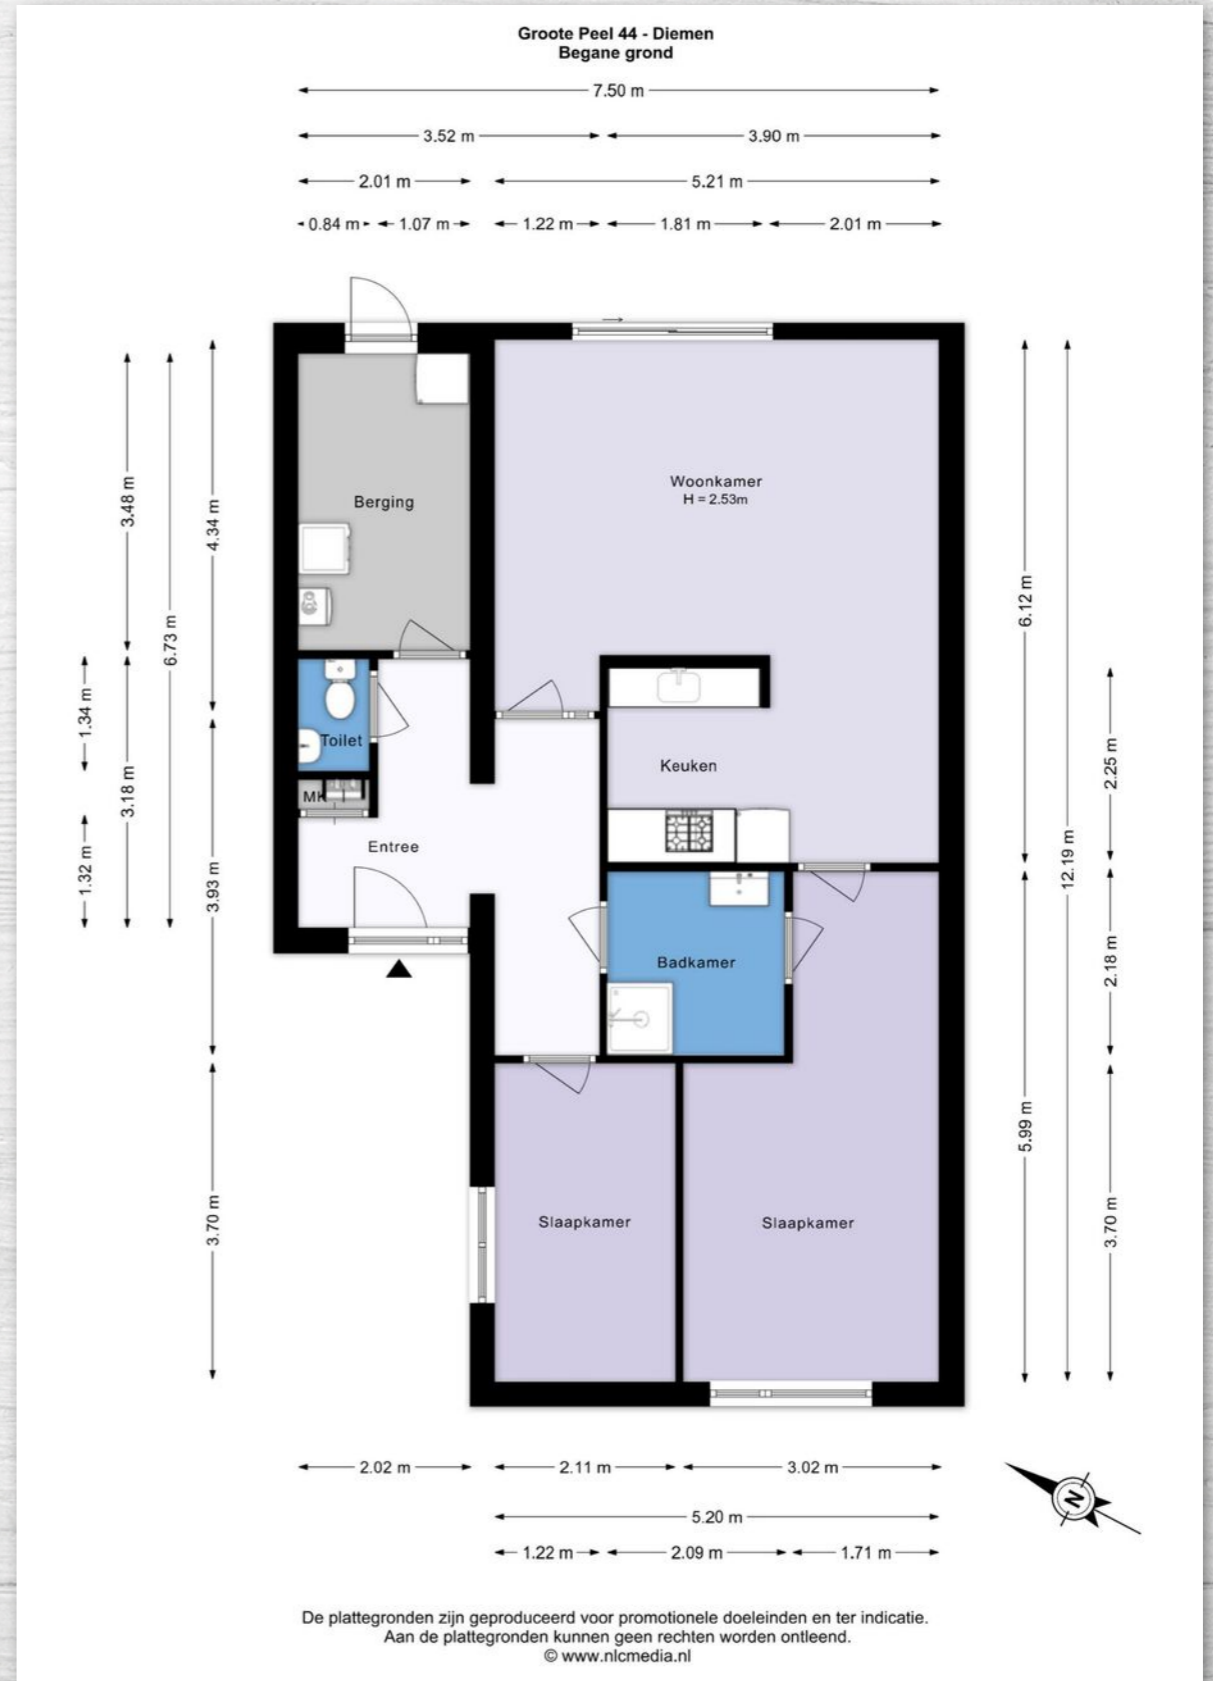 Groote Peel 44 - Diemen
Begane grond
7.50 m
3.52 m
3.90 m
2.01 m
5.21 m
0.84 m
1.07 m
1.22 m
1.81 m
2.01 m
Woonkamer
H = 2.53m
Berging
3.48 m
4.34 m
6.73 m
6.12 m
1.34 m
Toilet
Keuken
2.25 m
3.18 m
MK
Entree
1.32 m
3.93 m
12.19 m
Badkamer
2.18 m
5.99 m
3.70 m
Slaapkamer
Slaapkamer
3.70 m
2.02 m
2.11 m
3.02 m
5.20 m
1.22 m
2.09 m
1.71 m
N
De plattegronden zijn geproduceerd voor promotionele doeleinden en ter indicatie.
Aan de plattegronden kunnen geen rechten worden ontleend.
© www.nlcmedia.nl